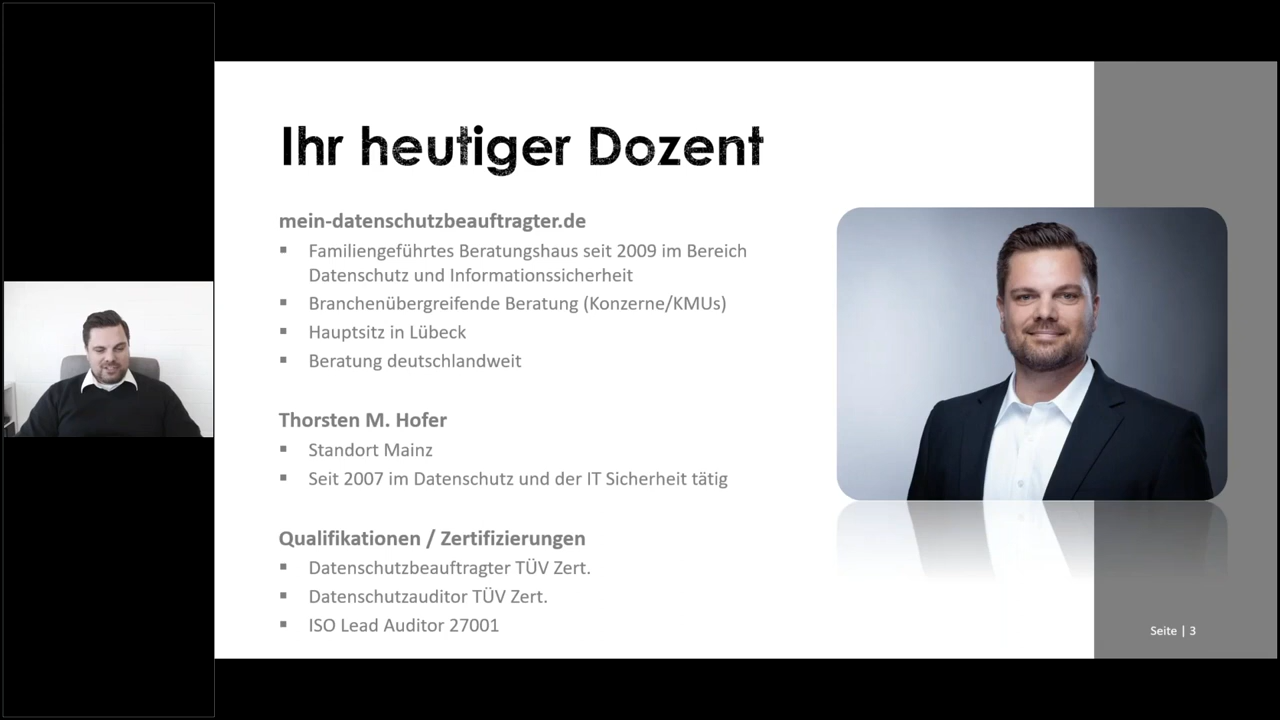 Ihr heutiger Dozent
mein-datenschutzbeauftragter.de
▪ Familiengeführtes Beratungshaus seit 2009 im Bereich
Datenschutz und Informationssicherheit
▪ Branchenübergreifende Beratung (Konzerne/KMUs)
▪ Hauptsitz in Lübeck
▪ Beratung deutschlandweit
Thorsten M. Hofer
▪ Standort Mainz
▪ Seit 2007 im Datenschutz und der IT Sicherheit tätig
Qualifikationen / Zertifizierungen
▪ Datenschutzbeauftragter TÜV Zert.
▪ Datenschutzauditor TÜV Zert.
▪ ISO Lead Auditor 27001
Seite | 3